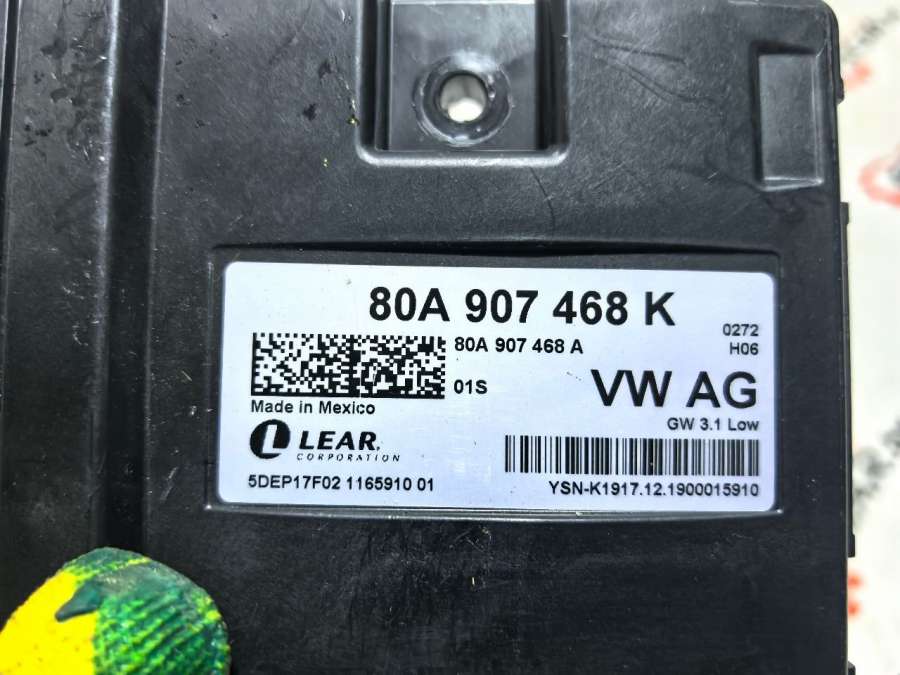 80A 907 468 K
0272
80A 907 468 A
H06
01S
VW AG
Made in Mexico
GW 3.1 Low
LEAR.
CORPORATION
5DEP17F02 1165910 01
YSN-K1917.12.1900015910